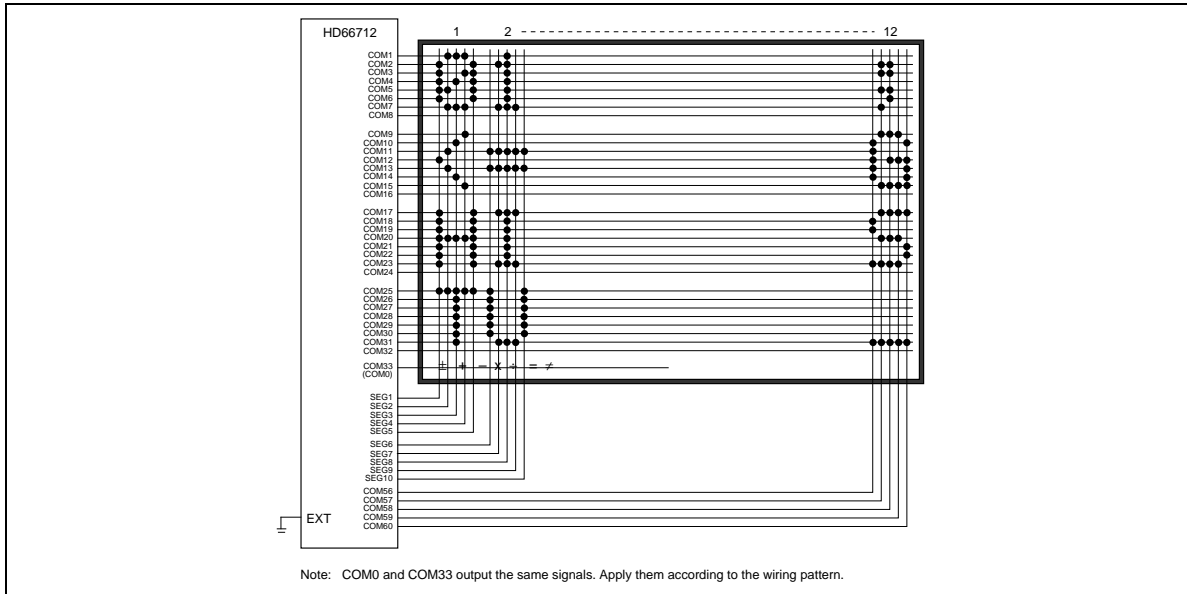 HD66712
1 2 12
COM1
COM2
COM3
COM4
COM5
COM6
COM7
COM8
COM9
COM10
COM11
COM12
COM13
COM14
COM15
COM16
COM17
COM18
COM19
COM20
COM21
COM22
COM23
COM24
COM25
COM26
COM27
COM28
COM29
COM30
COM31
COM32
COM33
(COM0)
± + − x ÷ = ≠
SEG1
SEG2
SEG3
SEG4
SEG5
SEG6
SEG7
SEG8
SEG9
SEG10
COM56
COM57
COM58
COM59
COM60
EXT
Note: COM0 and COM33 output the same signals. Apply them according to the wiring pattern.